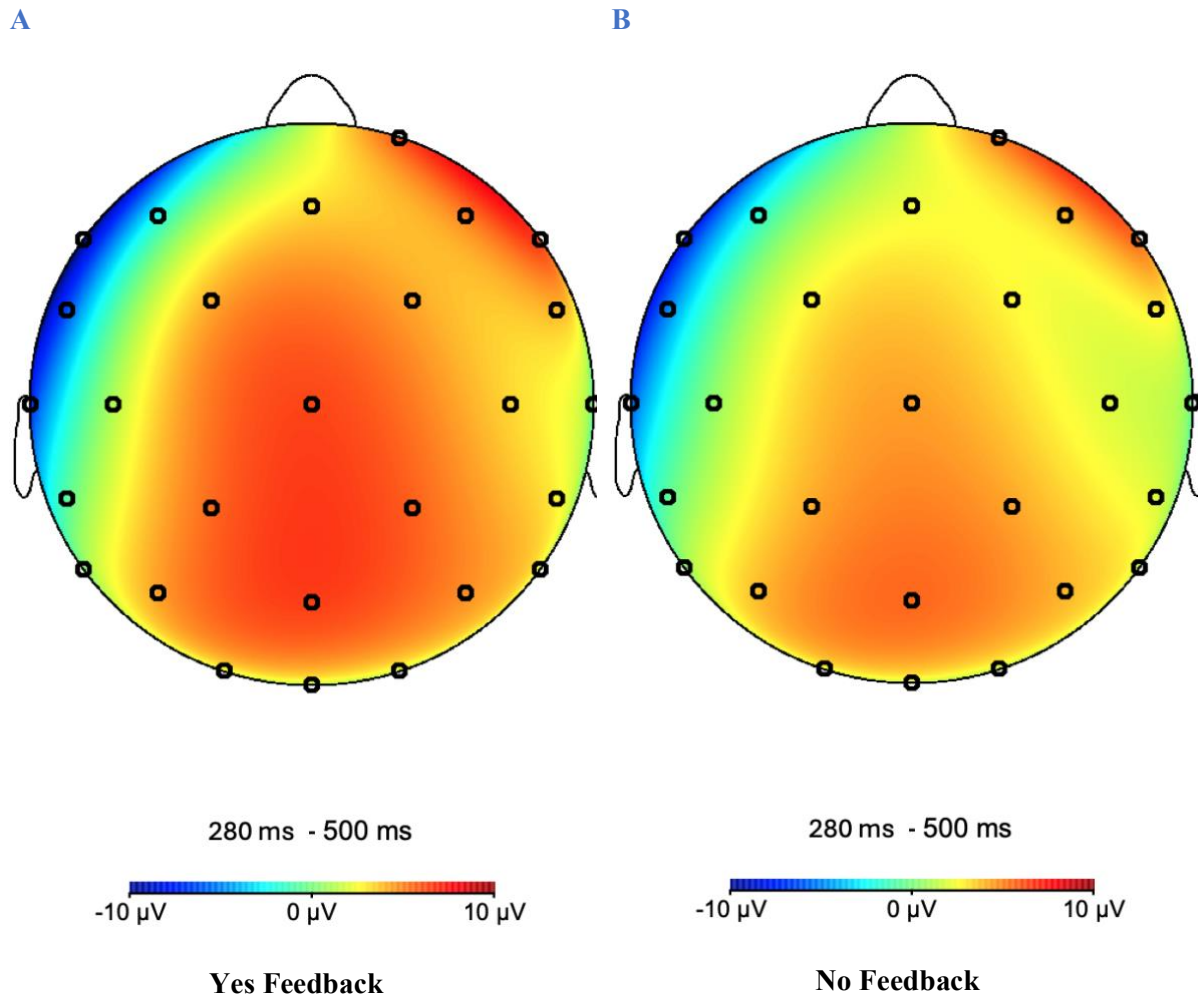 A
B
280 ms - 500 ms
280 ms - 500 ms
-10 µV 0 µV 10 µV
-10 µV 0 µV 10 µV
Yes Feedback
No Feedback